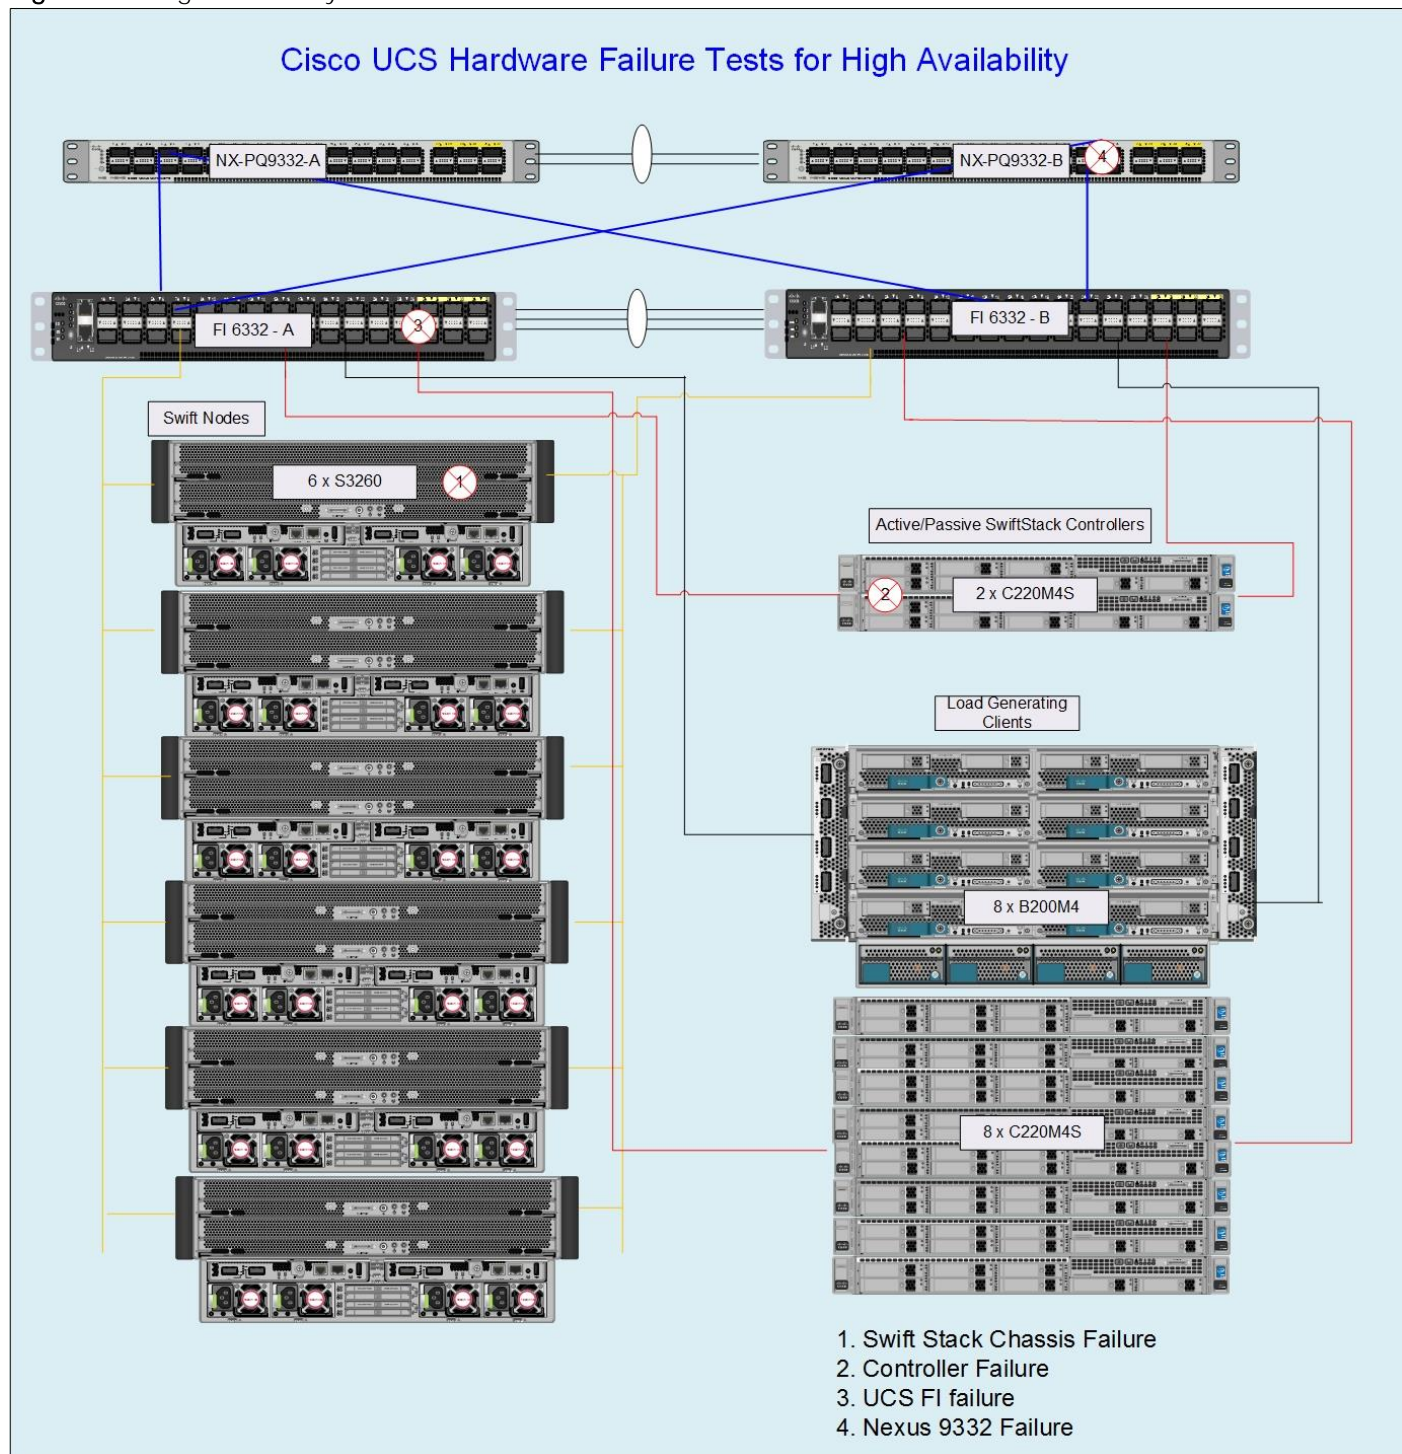 Cisco UCS Hardware Failure Tests for High Availability
NX-PQ9332-A
NX-PQ9332-B
4
FI 6332 - A
3
FI 6332 - B
Swift Nodes
6 x S3260
1
Active/Passive SwiftStack Controllers
2
2 x C220M4S
Load Generating
Clients
8 x B200M4
8 x C220M4S
1. Swift Stack Chassis Failure
2. Controller Failure
3. UCS FI failure
4. Nexus 9332 Failure